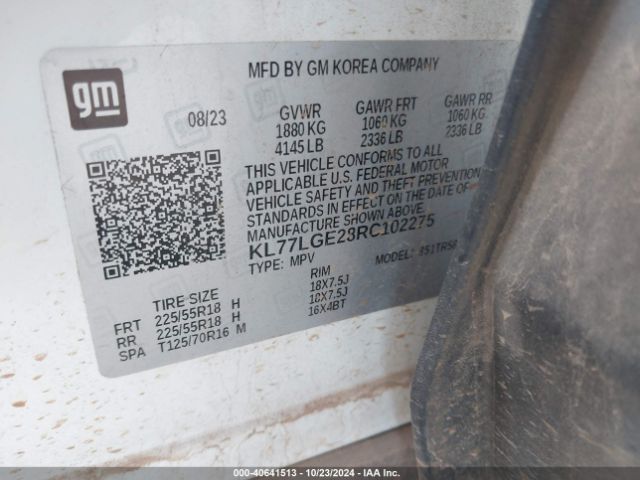 gm
MFD BY GM KOREA COMPANY
08/23
GVWR GAWR FRT GAWR RR
1880 KG 1060 KG 1060 KG
4145 LB 2336 LB 2336 LB
THIS VEHICLE CONFORMS TO ALL
APPLICABLE U.S. FEDERAL MOTOR
VEHICLE SAFETY AND THEFT PREVENTION
STANDARDS IN EFFECT ON THE DATE OF
MANUFACTURE SHOWN ABOVE.
KL77LGE23RC102275
TYPE: MPV MODEL:
TIRE SIZE RIM
FRT 225/55R18 H 18X7.5J
RR 225/55R18 H 18X7.5J
SPA T125/70R16 M 16X4BT
000-40641513 - 10/23/2024 - IAA Inc.